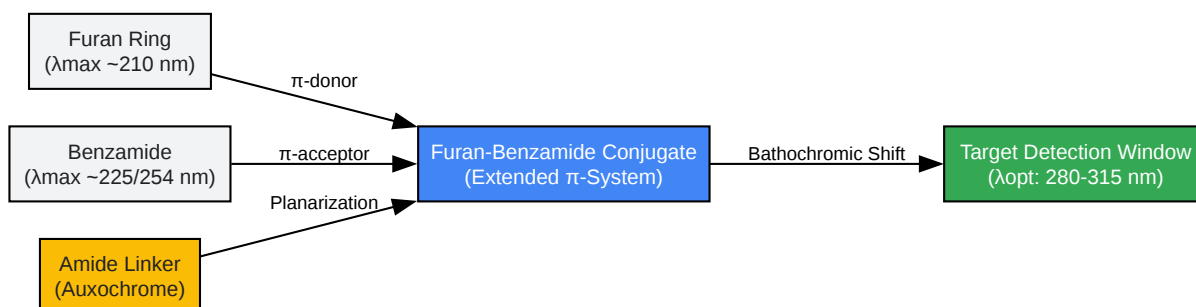 Furan Ring
(λmax ~210 nm)
π-donor
Benzamide
(λmax ~225/254 nm)
π-acceptor
Planarization
Amide Linker
(Auxochrome)
Furan-Benzamide Conjugate
(Extended π-System)
Bathochromic Shift
Target Detection Window
(λopt: 280-315 nm)